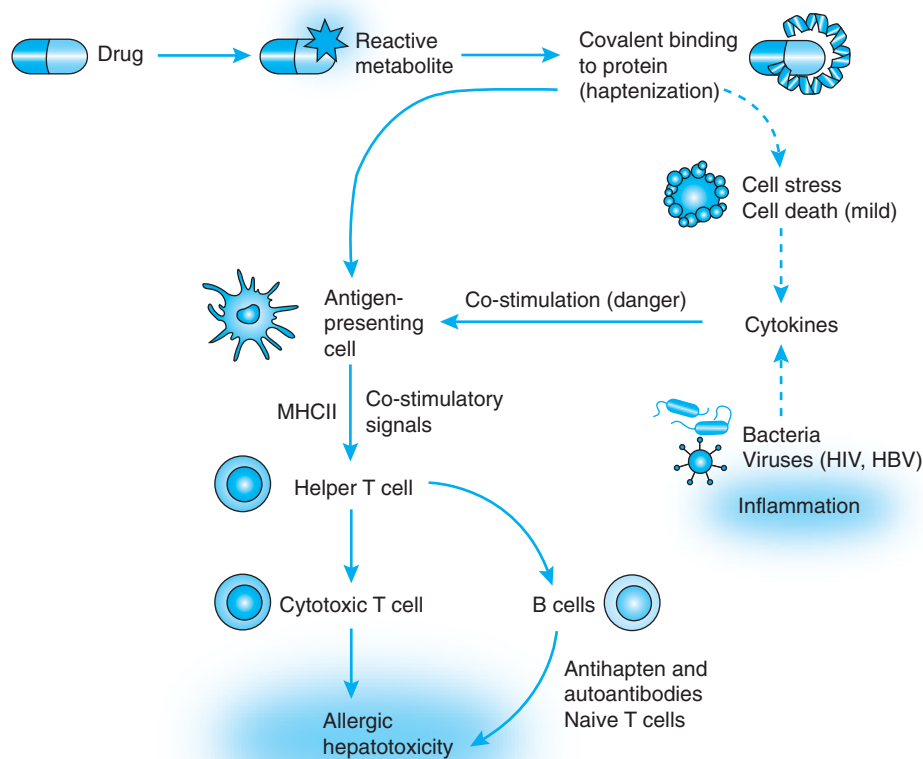 Drug
Reactive
metabolite
Covalent binding
to protein
(haptenization)
Cell stress
Cell death (mild)
Antigen-
presenting
cell
Co-stimulation (danger)
Cytokines
MHCII
Co-stimulatory
signals
Bacteria
Viruses (HIV, HBV)
Inflammation
Helper T cell
Cytotoxic T cell
B cells
Antihapten and
autoantibodies
Naive T cells
Allergic
hepatotoxicity